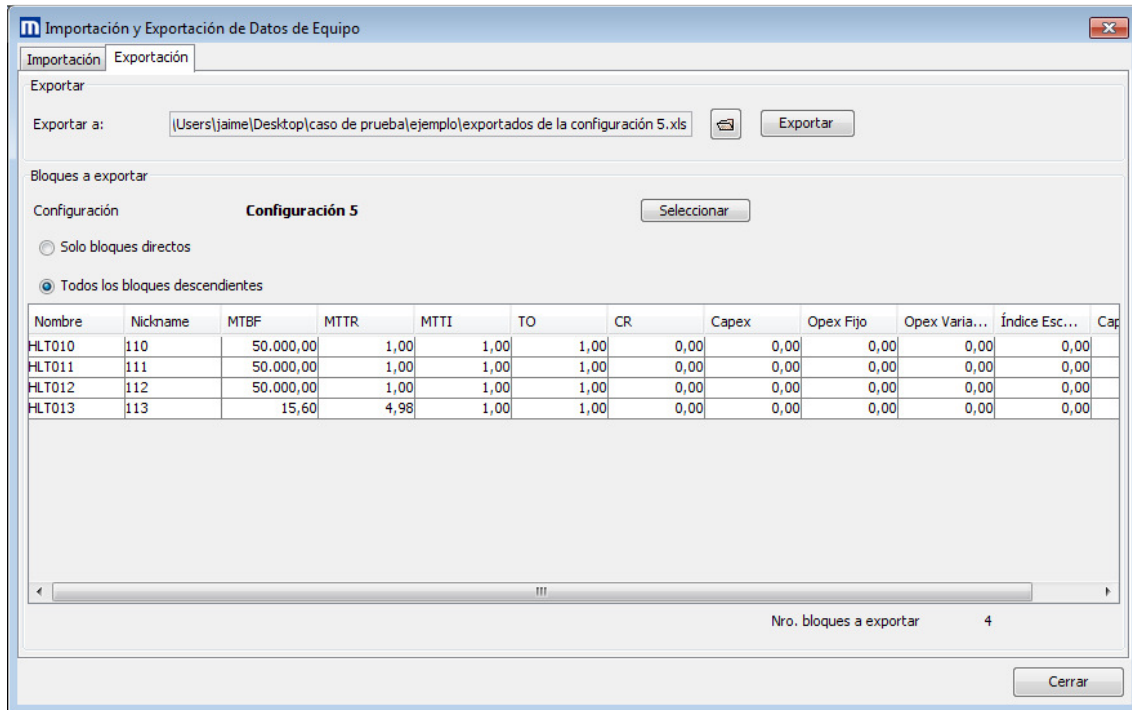 m Importación y Exportación de Datos de Equipo
Importación Exportación
Exportar
Exportar a: \Users\jaime\Desktop\caso de prueba\ejemplo\exportados de la configuración 5.xls Exportar
Bloques a exportar
Configuración Configuración 5 Seleccionar
Solo bloques directos
Todos los bloques descendientes
Nombre Nickname MTBF MTTR MTTI TO CR Capex Opex Fijo Opex Varia... Índice Esc... Cap
HLT010 110 50.000,00 1,00 1,00 1,00 0,00 0,00 0,00 0,00 0,00
HLT011 111 50.000,00 1,00 1,00 1,00 0,00 0,00 0,00 0,00 0,00
HLT012 112 50.000,00 1,00 1,00 1,00 0,00 0,00 0,00 0,00 0,00
HLT013 113 15,60 4,98 1,00 1,00 0,00 0,00 0,00 0,00 0,00
Nro. bloques a exportar 4
Cerrar